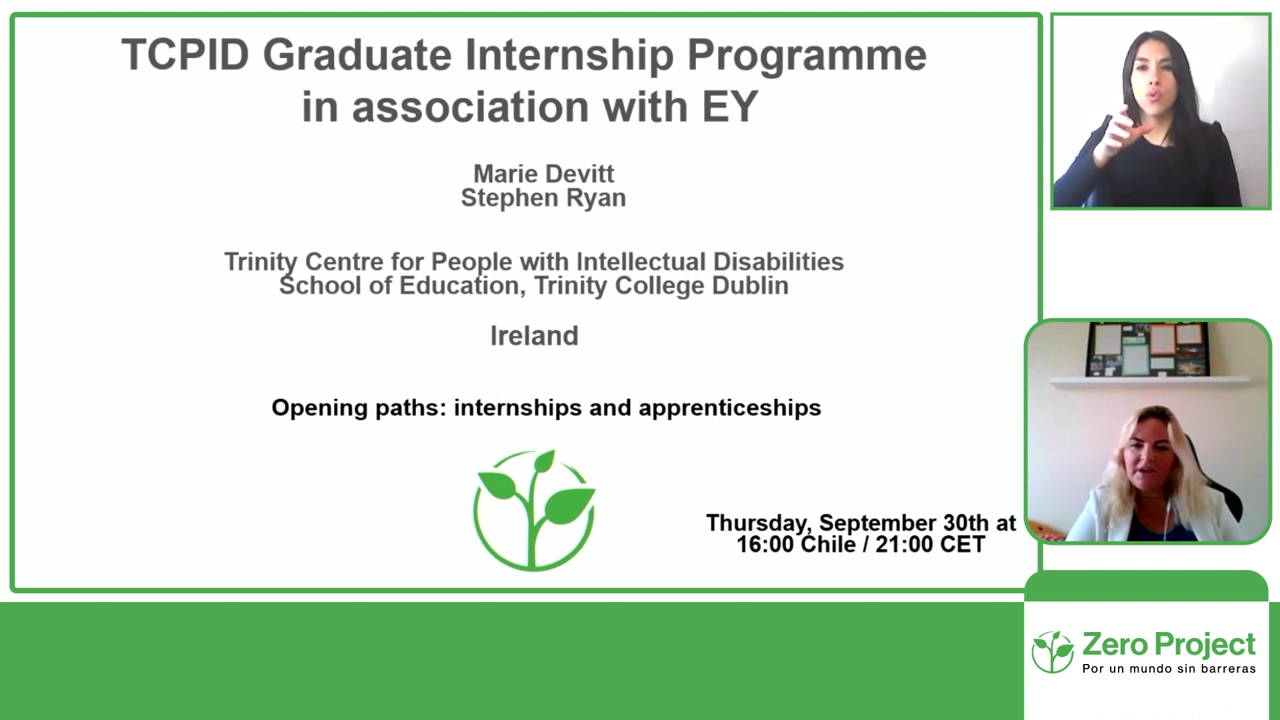 TCPID Graduate Internship Programme
in association with EY
Marie Devitt
Stephen Ryan
Trinity Centre for People with Intellectual Disabilities
School of Education, Trinity College Dublin
Ireland
Opening paths: internships and apprenticeships
Thursday, September 30th at
16:00 Chile / 21:00 CET
Zero Project
Por un mundo sin barreras